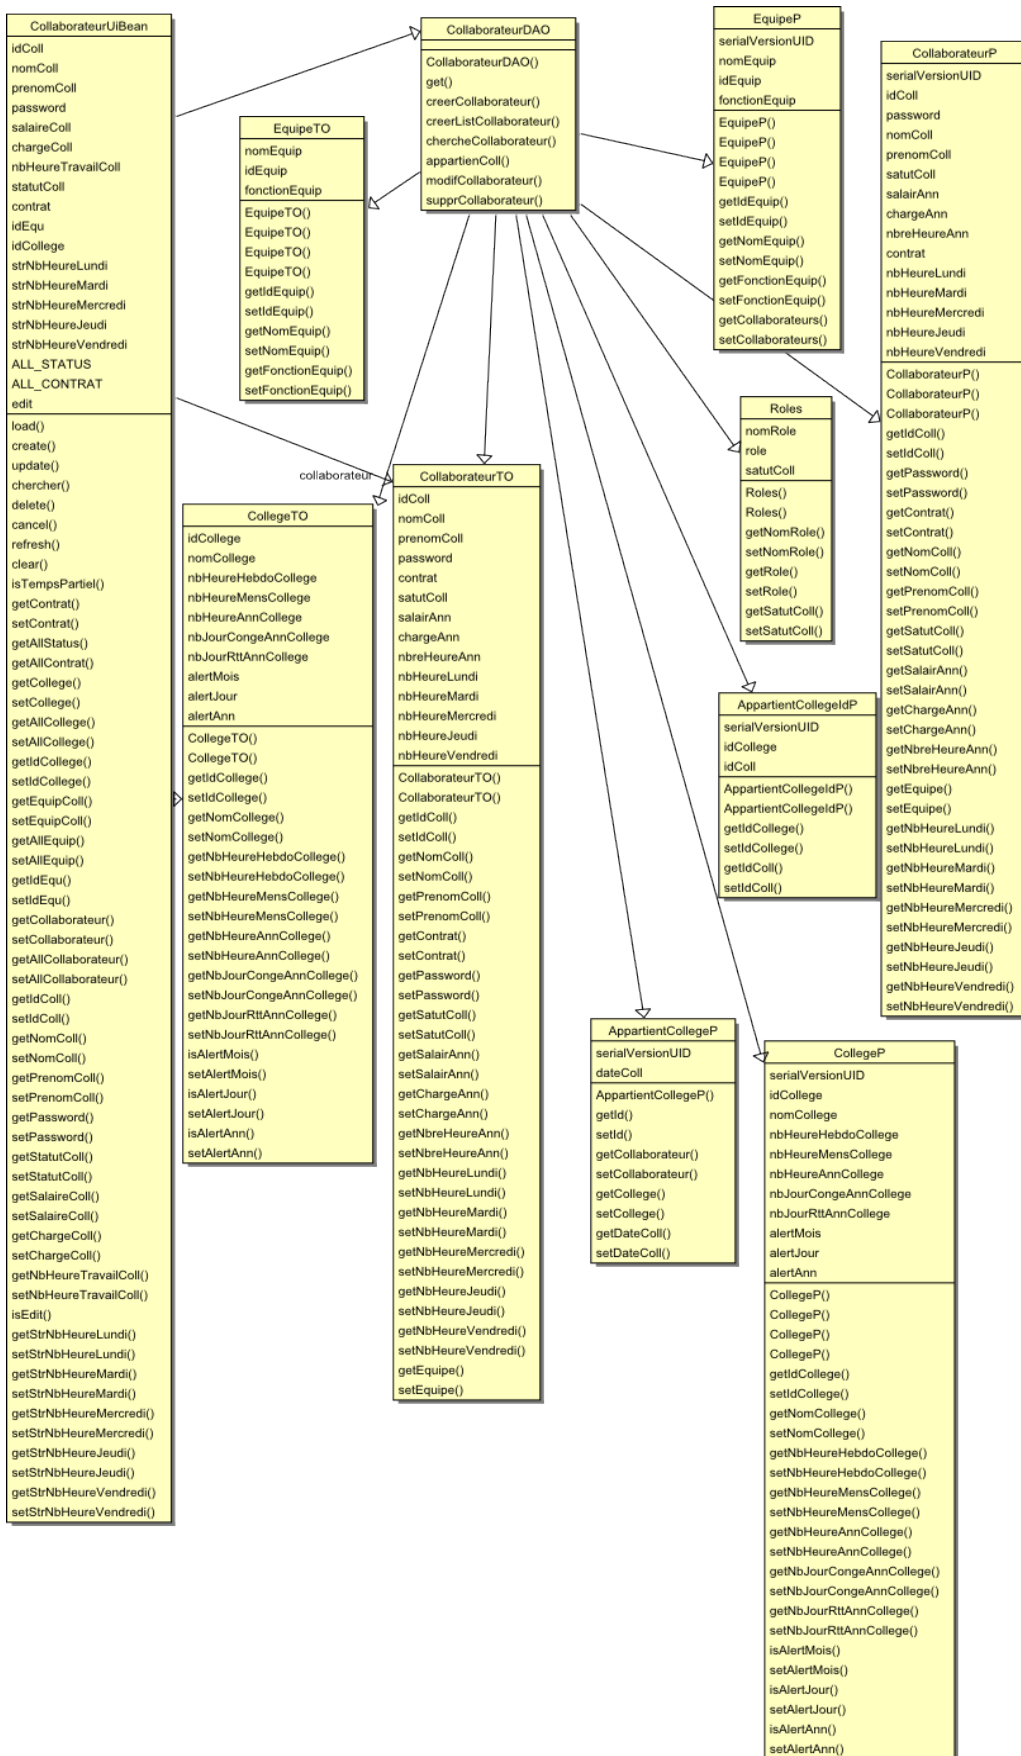 CollaborateurUiBean
idColl
nomColl
prenomColl
password
salaireColl
chargeColl
nbHeureTravailColl
statutColl
contrat
idEqu
idCollege
strNbHeureLundi
strNbHeureMardi
strNbHeureMercredi
strNbHeureJeudi
strNbHeureVendredi
ALL_STATUS
ALL_CONTRAT
edit
load()
create()
update()
chercher()
delete()
cancel()
refresh()
clear()
isTempsPartiel()
getContrat()
setContrat()
getAllStatus()
getAllContrat()
getCollege()
setCollege()
getAllCollege()
setAllCollege()
getIdCollege()
setIdCollege()
getEquipColl()
setEquipColl()
getAllEquip()
setAllEquip()
getIdEqu()
setIdEqu()
getCollaborateur()
setCollaborateur()
getAllCollaborateur()
setAllCollaborateur()
getIdColl()
setIdColl()
getNomColl()
setNomColl()
getPrenomColl()
setPrenomColl()
getPassword()
setPassword()
getStatutColl()
setStatutColl()
getSalaireColl()
setSalaireColl()
getChargeColl()
setChargeColl()
getNbHeureTravailColl()
setNbHeureTravailColl()
isEdit()
getStrNbHeureLundi()
setStrNbHeureLundi()
getStrNbHeureMardi()
setStrNbHeureMardi()
getStrNbHeureMercredi()
setStrNbHeureMercredi()
getStrNbHeureJeudi()
setStrNbHeureJeudi()
getStrNbHeureVendredi()
setStrNbHeureVendredi()
EquipeTO
nomEquip
idEquip
fonctionEquip
EquipeTO()
EquipeTO()
EquipeTO()
EquipeTO()
getIdEquip()
setIdEquip()
getNomEquip()
setNomEquip()
getFonctionEquip()
setFonctionEquip()
CollaborateurDAO
CollaborateurDAO()
get()
creerCollaborateur()
creerListCollaborateur()
chercheCollaborateur()
appartienColl()
modifCollaborateur()
supprCollaborateur()
EquipeP
serialVersionUID
nomEquip
idEquip
fonctionEquip
EquipeP()
EquipeP()
EquipeP()
EquipeP()
getIdEquip()
setIdEquip()
getNomEquip()
setNomEquip()
getFonctionEquip()
setFonctionEquip()
getCollaborateurs()
setCollaborateurs()
CollaborateurP
serialVersionUID
idColl
password
nomColl
prenomColl
satutColl
salairAnn
chargeAnn
nbreHeureAnn
contrat
nbHeureLundi
nbHeureMardi
nbHeureMercredi
nbHeureJeudi
nbHeureVendredi
CollaborateurP()
CollaborateurP()
CollaborateurP()
getIdColl()
setIdColl()
getPassword()
setPassword()
getContrat()
setContrat()
getNomColl()
setNomColl()
getPrenomColl()
setPrenomColl()
getSatutColl()
setSatutColl()
getSalairAnn()
setSalairAnn()
getChargeAnn()
setChargeAnn()
getNbreHeureAnn()
setNbreHeureAnn()
getEquipe()
setEquipe()
getNbHeureLundi()
setNbHeureLundi()
getNbHeureMardi()
setNbHeureMardi()
getNbHeureMercredi()
setNbHeureMercredi()
getNbHeureJeudi()
setNbHeureJeudi()
getNbHeureVendredi()
setNbHeureVendredi()
collaborateur
CollegeTO
idCollege
nomCollege
nbHeureHebdoCollege
nbHeureMensCollege
nbHeureAnnCollege
nbJourCongeAnnCollege
nbJourRttAnnCollege
alertMois
alertJour
alertAnn
CollegeTO()
CollegeTO()
getIdCollege()
setIdCollege()
getNomCollege()
setNomCollege()
getNbHeureHebdoCollege()
setNbHeureHebdoCollege()
getNbHeureMensCollege()
setNbHeureMensCollege()
getNbHeureAnnCollege()
setNbHeureAnnCollege()
getNbJourCongeAnnCollege()
setNbJourCongeAnnCollege()
getNbJourRttAnnCollege()
setNbJourRttAnnCollege()
isAlertMois()
setAlertMois()
isAlertJour()
setAlertJour()
isAlertAnn()
setAlertAnn()
CollaborateurTO
idColl
nomColl
prenomColl
password
contrat
satutColl
salairAnn
chargeAnn
nbreHeureAnn
nbHeureLundi
nbHeureMardi
nbHeureMercredi
nbHeureJeudi
nbHeureVendredi
CollaborateurTO()
CollaborateurTO()
getIdColl()
setIdColl()
getNomColl()
setNomColl()
getPrenomColl()
setPrenomColl()
getContrat()
setContrat()
getPassword()
setPassword()
getSatutColl()
setSatutColl()
getSalairAnn()
setSalairAnn()
getChargeAnn()
setChargeAnn()
getNbreHeureAnn()
setNbreHeureAnn()
getNbHeureLundi()
setNbHeureLundi()
getNbHeureMardi()
setNbHeureMardi()
getNbHeureMercredi()
setNbHeureMercredi()
getNbHeureJeudi()
setNbHeureJeudi()
getNbHeureVendredi()
setNbHeureVendredi()
getEquipe()
setEquipe()
Roles
nomRole
role
satutColl
Roles()
Roles()
getNomRole()
setNomRole()
getRole()
setRole()
getSatutColl()
setSatutColl()
AppartientCollegeIdP
serialVersionUID
idCollege
idColl
AppartientCollegeIdP()
AppartientCollegeIdP()
getIdCollege()
setIdCollege()
getIdColl()
setIdColl()
AppartientCollegeP
serialVersionUID
dateColl
AppartientCollegeP()
getId()
setId()
getCollaborateur()
setCollaborateur()
getCollege()
setCollege()
getDateColl()
setDateColl()
CollegeP
serialVersionUID
idCollege
nomCollege
nbHeureHebdoCollege
nbHeureMensCollege
nbHeureAnnCollege
nbJourCongeAnnCollege
nbJourRttAnnCollege
alertMois
alertJour
alertAnn
CollegeP()
CollegeP()
CollegeP()
CollegeP()
getIdCollege()
setIdCollege()
getNomCollege()
setNomCollege()
getNbHeureHebdoCollege()
setNbHeureHebdoCollege()
getNbHeureMensCollege()
setNbHeureMensCollege()
getNbHeureAnnCollege()
setNbHeureAnnCollege()
getNbJourCongeAnnCollege()
setNbJourCongeAnnCollege()
getNbJourRttAnnCollege()
setNbJourRttAnnCollege()
isAlertMois()
setAlertMois()
isAlertJour()
setAlertJour()
isAlertAnn()
setAlertAnn()